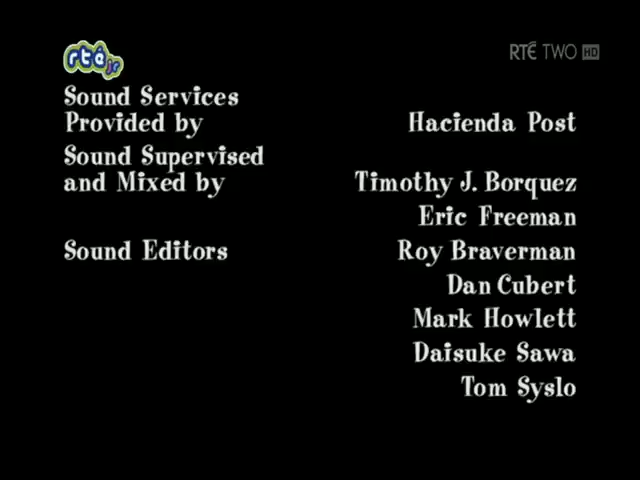 rtéjr
RTÉ TWO HD
Sound Services
Provided by Hacienda Post
Sound Supervised
and Mixed by Timothy J. Borquez
Eric Freeman
Sound Editors Roy Braverman
Dan Cubert
Mark Howlett
Daisuke Sawa
Tom Syslo